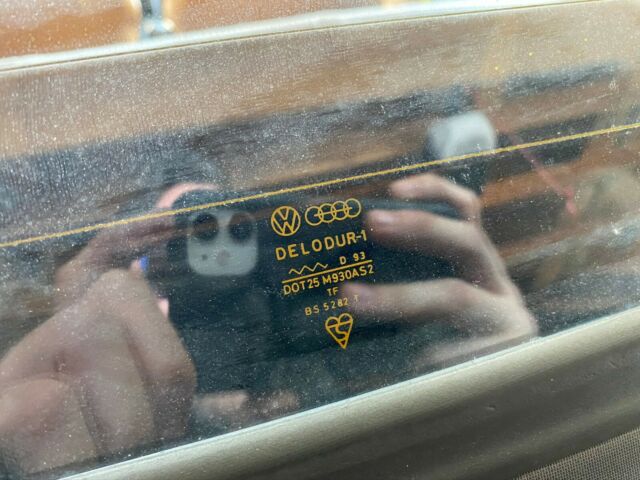 DELODUR-1
D 93
DOT25 M930AS2
TF
BS 5282 T